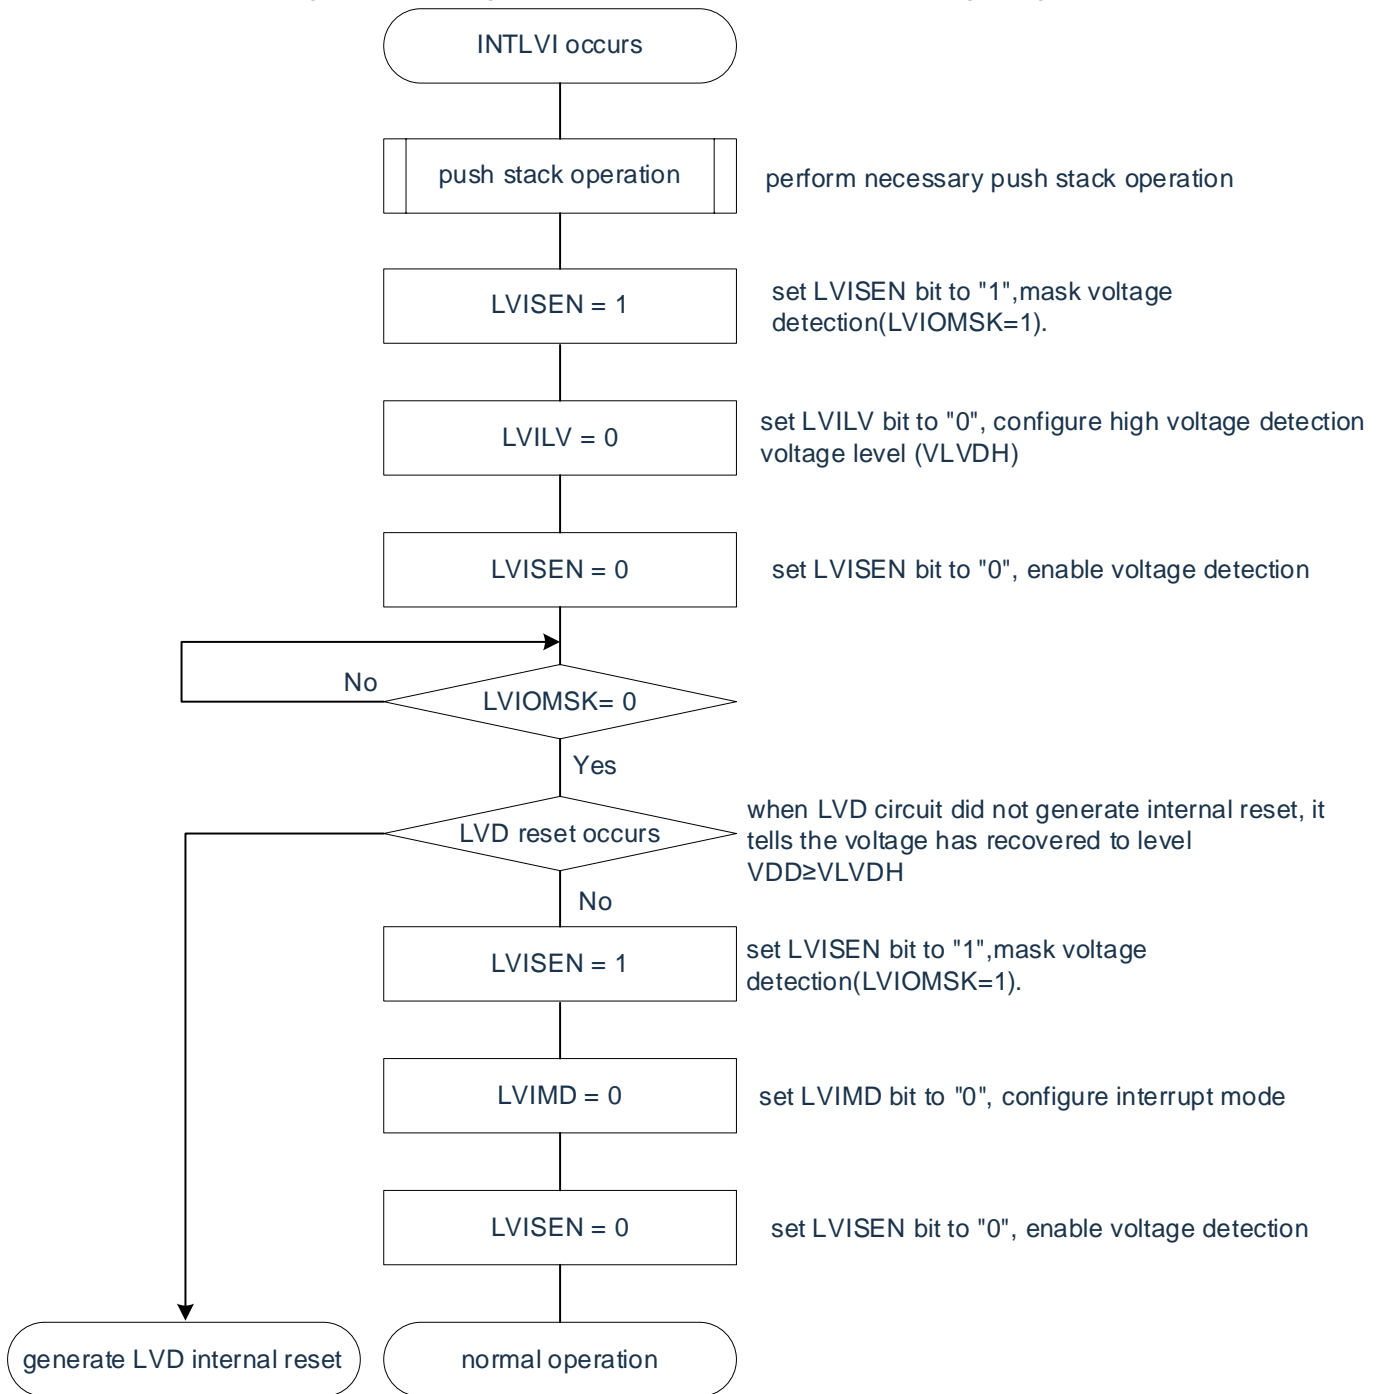 INTLVI occurs
push stack operation
perform necessary push stack operation
LVISEN = 1
set LVISEN bit to "1",mask voltage
detection(LVIOMSK=1).
LVILV = 0
set LVILV bit to "0", configure high voltage detection
voltage level (VLVDH)
LVISEN = 0
set LVISEN bit to "0", enable voltage detection
No
LVIOMSK= 0
Yes
LVD reset occurs
when LVD circuit did not generate internal reset, it
tells the voltage has recovered to level
VDD≥VLVDH
No
LVISEN = 1
set LVISEN bit to "1",mask voltage
detection(LVIOMSK=1).
LVIMD = 0
set LVIMD bit to "0", configure interrupt mode
LVISEN = 0
set LVISEN bit to "0", enable voltage detection
generate LVD internal reset
normal operation